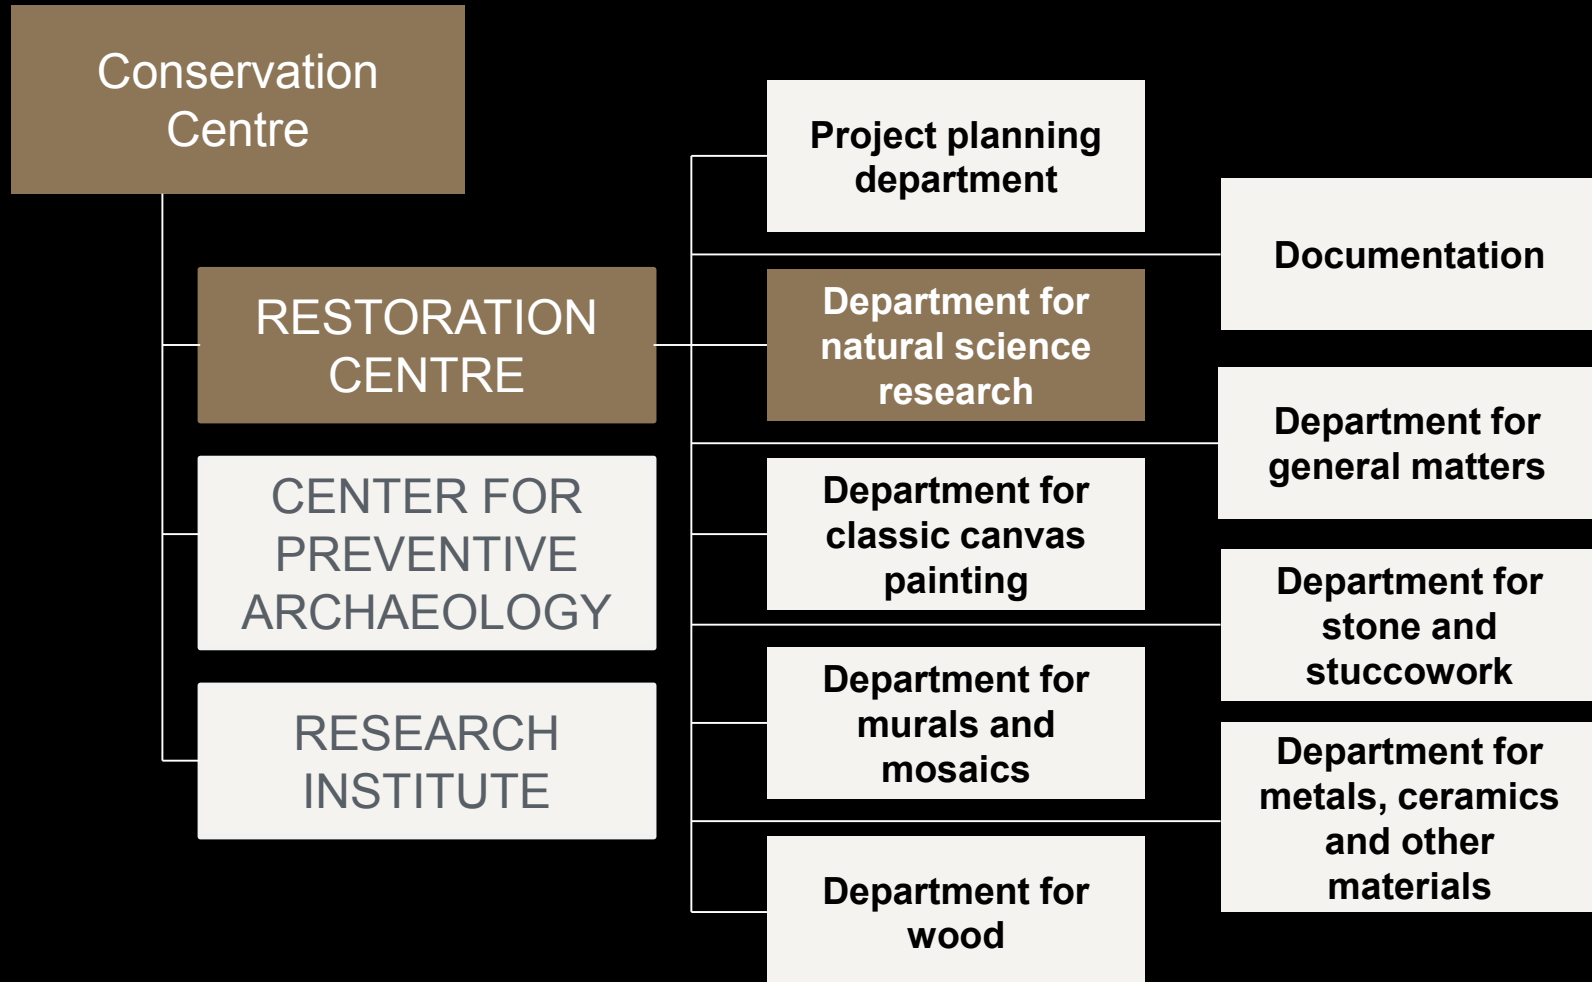 Conservation
Centre
RESTORATION
CENTRE
CENTER FOR
PREVENTIVE
ARCHAEOLOGY
RESEARCH
INSTITUTE
Project planning
department
Documentation
Department for
natural science
research
Department for
general matters
Department for
classic canvas
painting
Department for
stone and
stuccowork
Department for
murals and
mosaics
Department for
metals, ceramics
and other
materials
Department for
wood